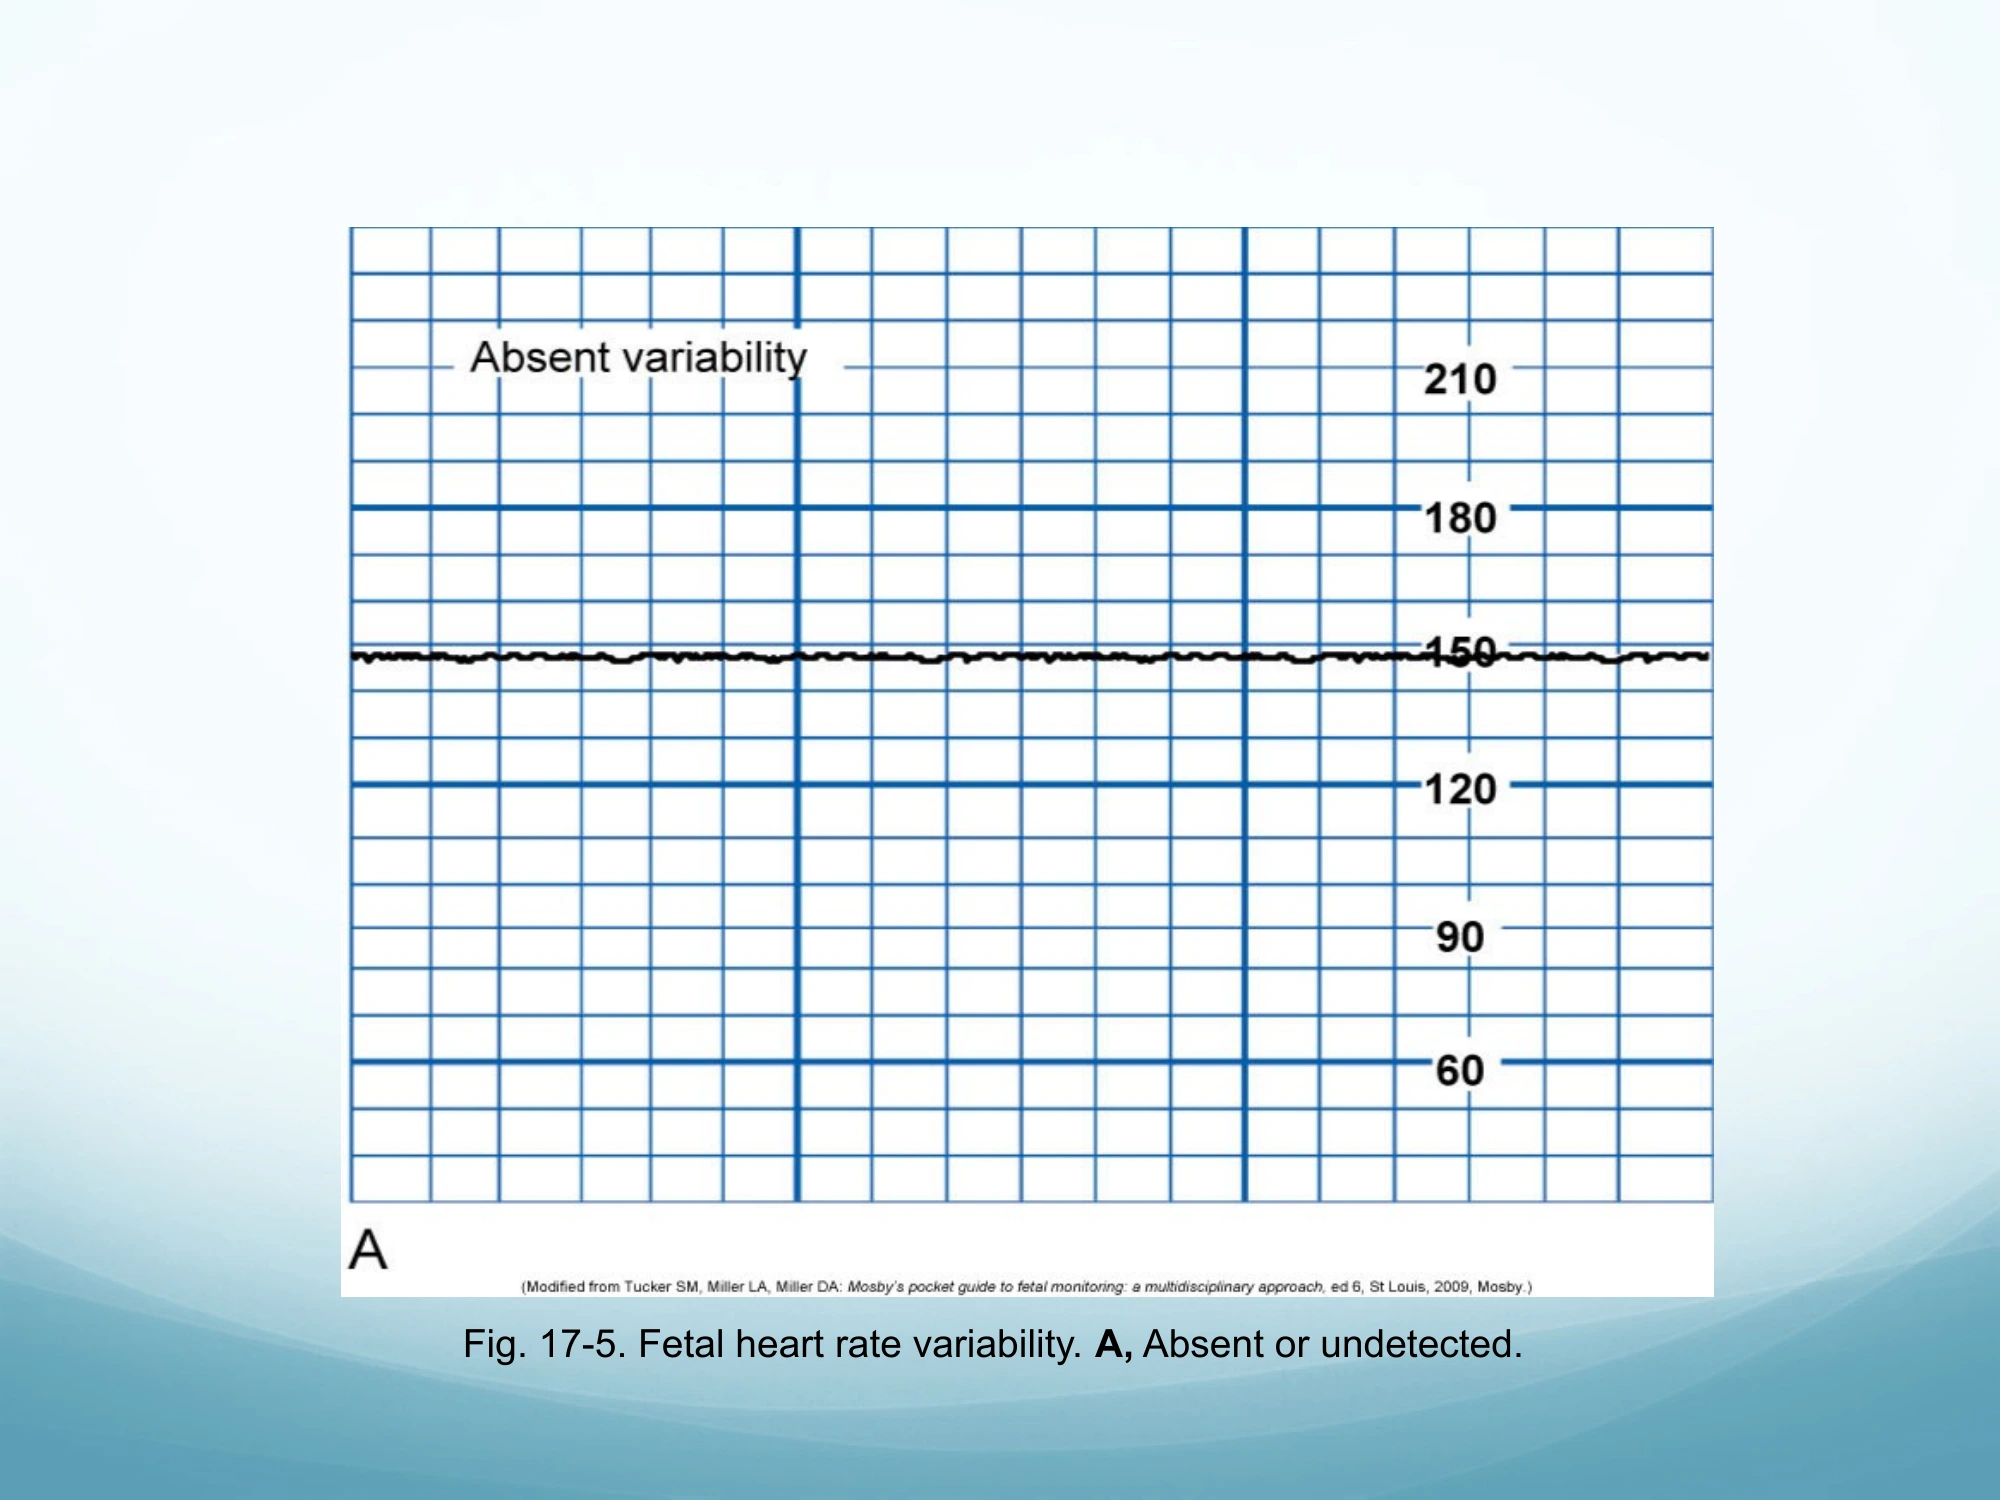 Absent variability
210
180
150
120
90
60
A
(Modified from Tucker SM, Miller LA, Miller DA: Mosby's pocket guide to fetal monitoring: a multidisciplinary approach, ed 6, St Louis, 2009, Mosby.)
Fig. 17-5. Fetal heart rate variability. A, Absent or undetected.